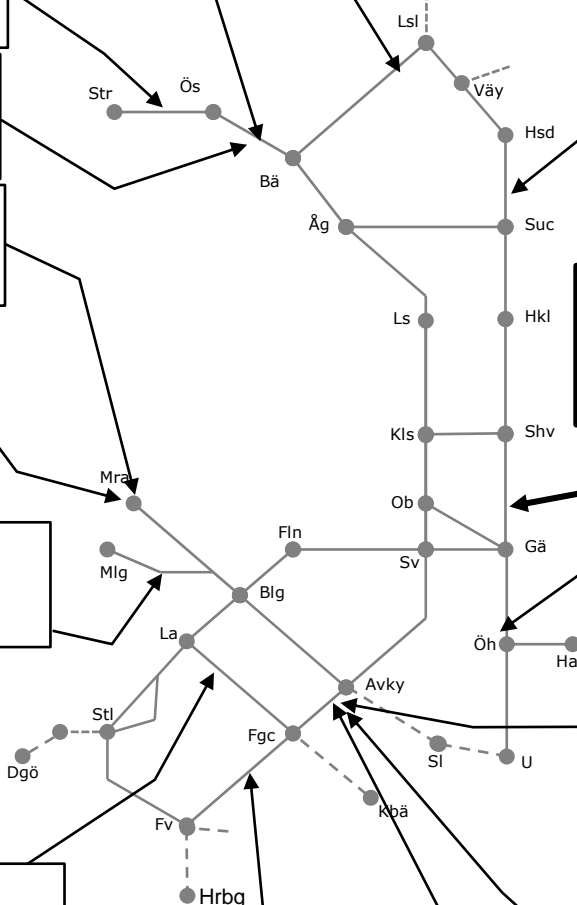 Lsl
Väy
Str
Ös
Hsd
Bä
Åg
Suc
Ls
Hkl
Kls
Shv
Mra
Ob
Fln
Sv
Gä
Mlg
Blg
La
Öh
Ha
Avky
Stl
Fgc
Sl
U
Dgö
Kbä
Fv
Hrbg